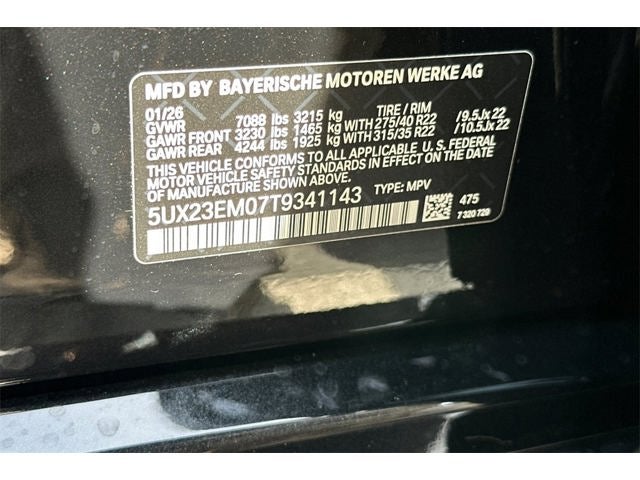 MFD BY BAYERISCHE MOTOREN WERKE AG
01/26 TIRE / RIM
GVWR 7088 lbs 3215 kg
GAWR FRONT 3230 lbs 1465 kg WITH 275/40 R22 /9.5Jx22
GAWR REAR 4244 lbs 1925 kg WITH 315/35 R22 /10.5Jx22
THIS VEHICLE CONFORMS TO ALL APPLICABLE U.S. FEDERAL
MOTOR VEHICLE SAFETY STANDARDS IN EFFECT ON THE DATE
OF MANUFACTURE SHOWN ABOVE.
5UX23EM07T9341143 TYPE: MPV
475
7320729